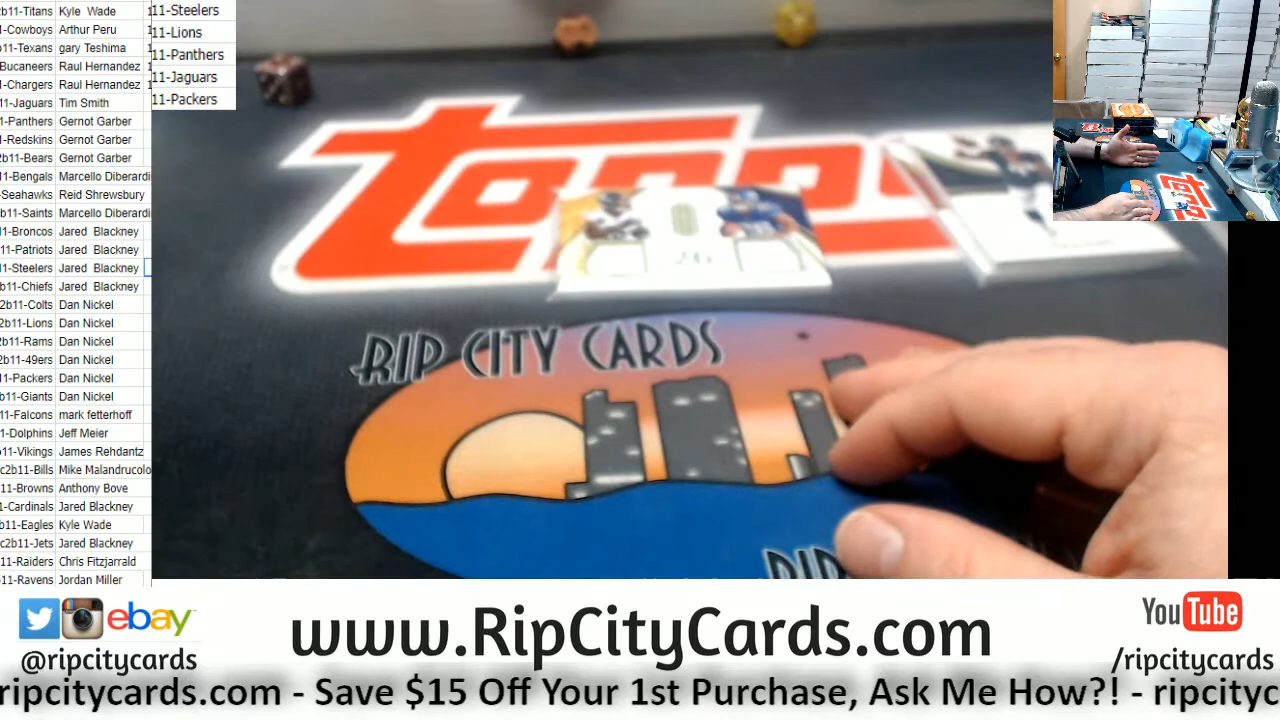 2b11-Titans Kyle Wade
11-Cowboys Arthur Peru
b11-Texans gary Teshima
Bucaneers Raul Hernandez
1-Chargers Raul Hernandez
11-Jaguars Tim Smith
1-Panthers Gernot Garber
1-Redskins Gernot Garber
2b11-Bears Gernot Garber
11-Bengals Marcello Diberardi
-Seahawks Reid Shrewsbury
2b11-Saints Marcello Diberardi
11-Broncos Jared Blackney
11-Patriots Jared Blackney
11-Steelers Jared Blackney
11-Chiefs Jared Blackney
2b11-Colts Dan Nickel
2b11-Lions Dan Nickel
2b11-Rams Dan Nickel
2b11-49ers Dan Nickel
11-Packers Dan Nickel
b11-Giants Dan Nickel
11-Falcons mark fetterhoff
1-Dolphins Jeff Meier
b11-Vikings James Rehdantz
c2b11-Bills Mike Malandrucolo
11-Browns Anthony Bove
1-Cardinals Jared Blackney
b11-Eagles Kyle Wade
c2b11-Jets Jared Blackney
11-Raiders Chris Fitzjarrald
11-Ravens Jordan Miller
11-Steelers
11-Lions
11-Panthers
11-Jaguars
11-Packers
Topps
RIP CITY CARDS
RIP
ebay
@ripcitycards
www.RipCityCards.com
YouTube
/ripcitycards
ripcitycards.com - Save $15 Off Your 1st Purchase, Ask Me How?! - ripcityc